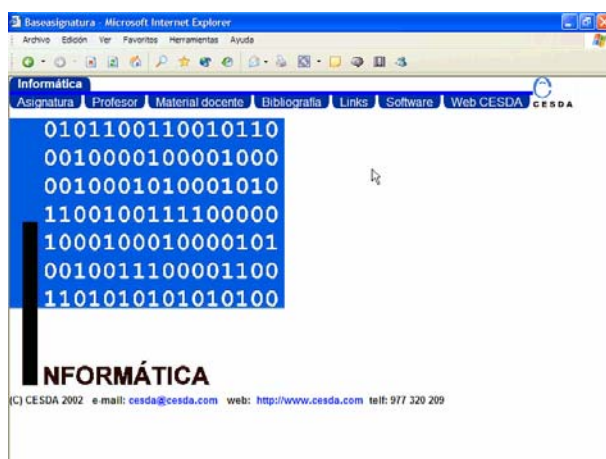 Baseasignatura - Microsoft Internet Explorer
Archivo Edición Ver Favoritos Herramientas Ayuda
Informática
Asignatura Profesor Material docente Bibliografía Links Software Web CESDA CESDA
0101100110010110
0010000100001000
0010001010001010
1100100111100000
1000100010000101
0010011100001100
1101010101010100
INFORMÁTICA
(C) CESDA 2002 e-mail: cesda@cesda.com web: http://www.cesda.com telf: 977 320 209